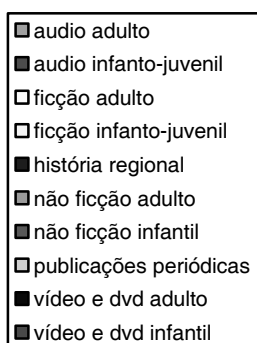 audio adulto
audio infanto-juvenil
ficção adulto
ficção infanto-juvenil
história regional
não ficção adulto
não ficção infantil
publicações periódicas
vídeo e dvd adulto
vídeo e dvd infantil